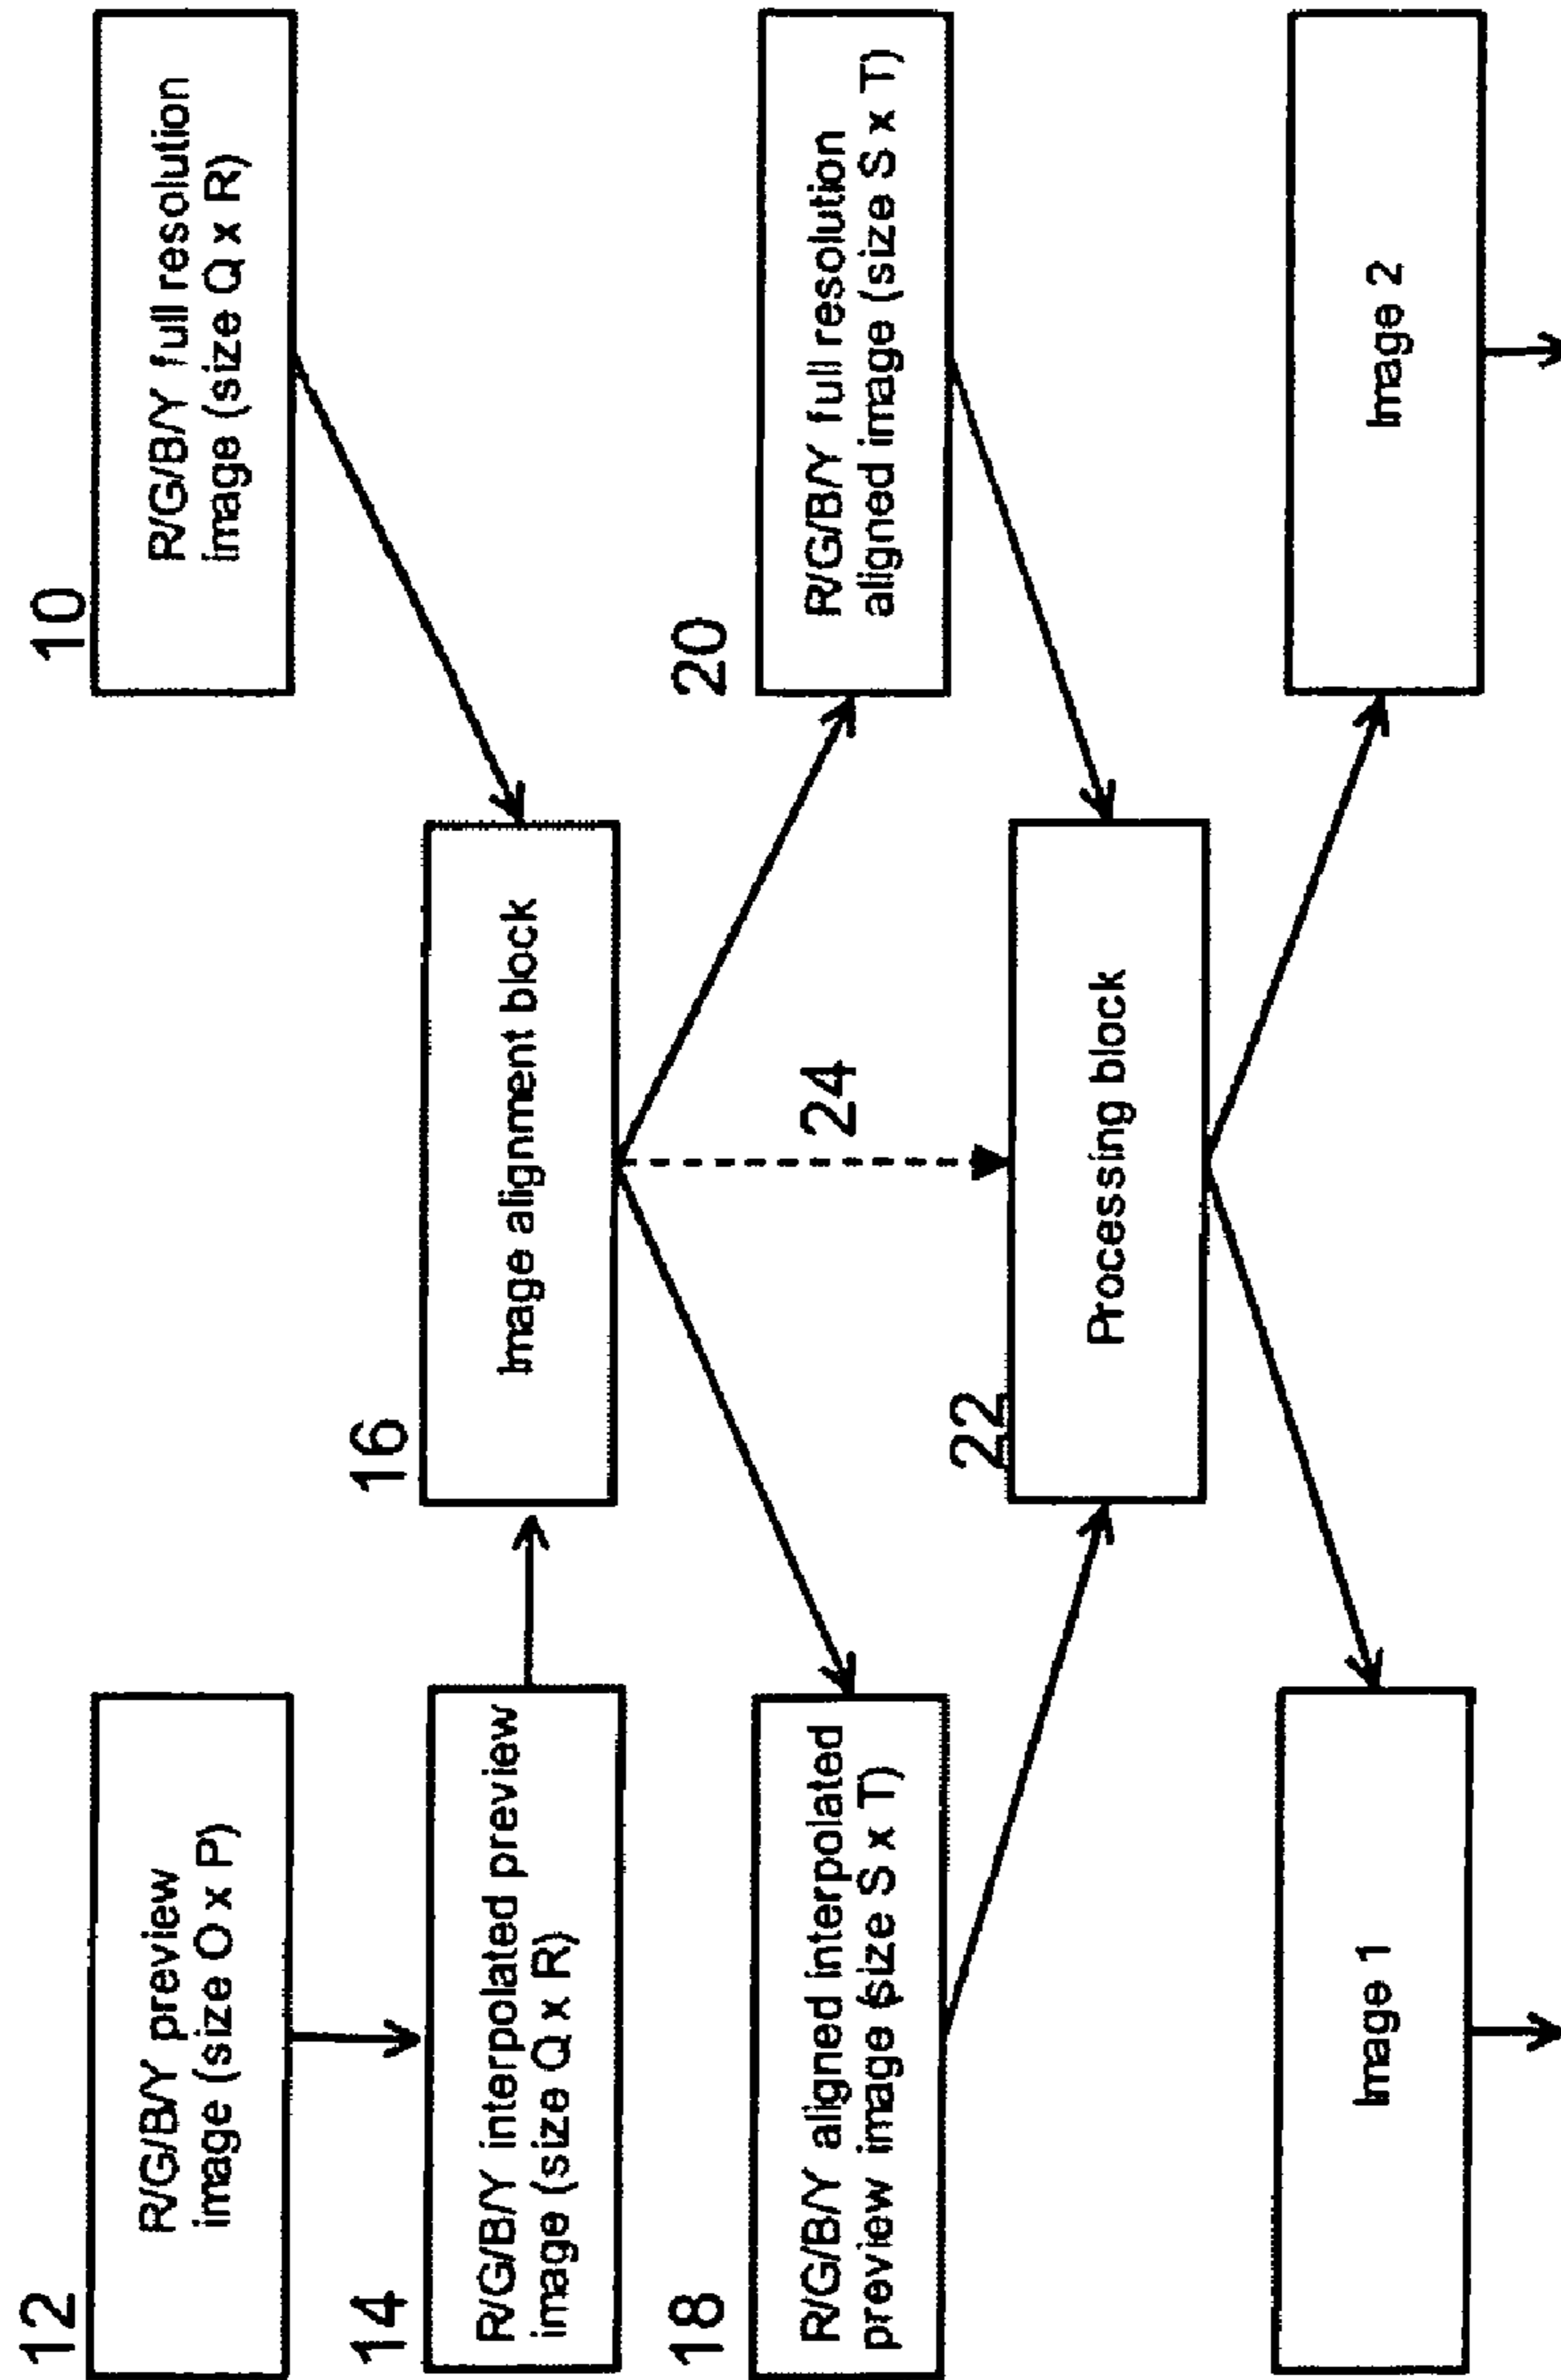 12
R/G/B/Y preview
image (size O x P)
10
R/G/B/Y full resolution
image (size Q x R)
14
R/G/B/Y interpolated preview
image (size Q x R)
16
Image alignment block
18
R/G/B/Y aligned interpolated
preview image (size S x T)
24
20
R/G/B/Y full resolution
aligned image (size S x T)
22
Processing block
Image 1
Image 2